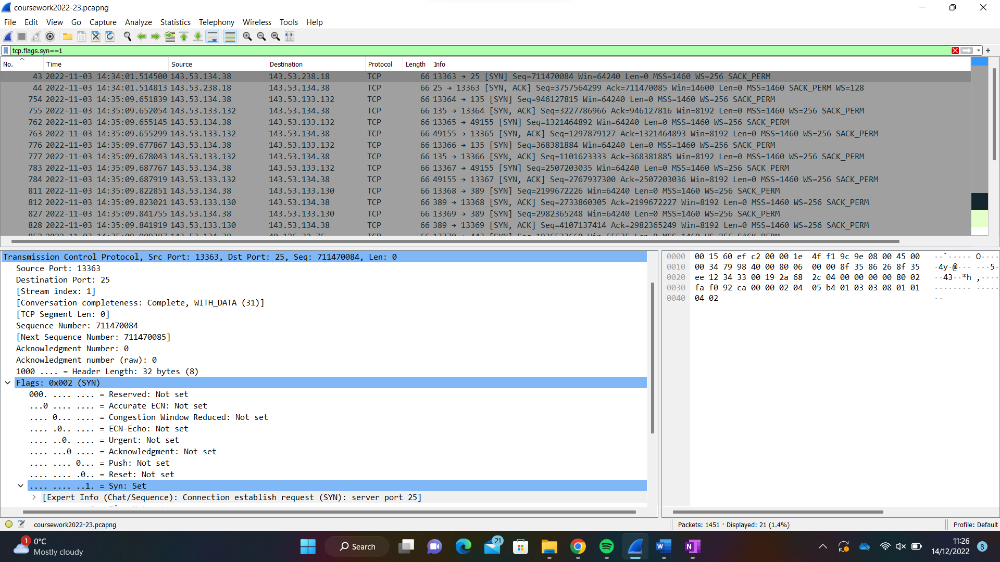 coursework2022-23.pcapng
File Edit View Go Capture Analyze Statistics Telephony Wireless Tools Help
tcp.flags.syn==1
No. Time Source Destination Protocol Length Info
43 2022-11-03 14:34:01.514500 143.53.134.38 143.53.238.18 TCP 66 13363 → 25 [SYN] Seq=711470084 Win=64240 Len=0 MSS=1460 WS=256 SACK_PERM
44 2022-11-03 14:34:01.514813 143.53.238.18 143.53.134.38 TCP 66 25 → 13363 [SYN, ACK] Seq=3757564299 Ack=711470085 Win=14600 Len=0 MSS=1460 SACK_PERM WS=128
754 2022-11-03 14:35:09.651839 143.53.134.38 143.53.133.132 TCP 66 13364 → 135 [SYN] Seq=946127815 Win=64240 Len=0 MSS=1460 WS=256 SACK_PERM
755 2022-11-03 14:35:09.652054 143.53.133.132 143.53.134.38 TCP 66 135 → 13364 [SYN, ACK] Seq=3227786966 Ack=946127816 Win=8192 Len=0 MSS=1460 WS=256 SACK_PERM
762 2022-11-03 14:35:09.655145 143.53.134.38 143.53.133.132 TCP 66 13365 → 49155 [SYN] Seq=1321464892 Win=64240 Len=0 MSS=1460 WS=256 SACK_PERM
763 2022-11-03 14:35:09.655299 143.53.133.132 143.53.134.38 TCP 66 49155 → 13365 [SYN, ACK] Seq=1297879127 Ack=1321464893 Win=8192 Len=0 MSS=1460 WS=256 SACK_PERM
776 2022-11-03 14:35:09.677867 143.53.134.38 143.53.133.132 TCP 66 13366 → 135 [SYN] Seq=368381884 Win=64240 Len=0 MSS=1460 WS=256 SACK_PERM
777 2022-11-03 14:35:09.678043 143.53.133.132 143.53.134.38 TCP 66 135 → 13366 [SYN, ACK] Seq=1101623333 Ack=368381885 Win=8192 Len=0 MSS=1460 WS=256 SACK_PERM
783 2022-11-03 14:35:09.687767 143.53.134.38 143.53.133.132 TCP 66 13367 → 49155 [SYN] Seq=2507203035 Win=64240 Len=0 MSS=1460 WS=256 SACK_PERM
784 2022-11-03 14:35:09.687919 143.53.133.132 143.53.134.38 TCP 66 49155 → 13367 [SYN, ACK] Seq=2767937300 Ack=2507203036 Win=8192 Len=0 MSS=1460 WS=256 SACK_PERM
811 2022-11-03 14:35:09.822851 143.53.134.38 143.53.133.130 TCP 66 13368 → 389 [SYN] Seq=2199672226 Win=64240 Len=0 MSS=1460 WS=256 SACK_PERM
812 2022-11-03 14:35:09.823021 143.53.133.130 143.53.134.38 TCP 66 389 → 13368 [SYN, ACK] Seq=2733860305 Ack=2199672227 Win=8192 Len=0 MSS=1460 WS=256 SACK_PERM
827 2022-11-03 14:35:09.841755 143.53.134.38 143.53.133.130 TCP 66 13369 → 389 [SYN] Seq=2982365248 Win=64240 Len=0 MSS=1460 WS=256 SACK_PERM
828 2022-11-03 14:35:09.841919 143.53.133.130 143.53.134.38 TCP 66 389 → 13369 [SYN, ACK] Seq=4107137414 Ack=2982365249 Win=8192 Len=0 MSS=1460 WS=256 SACK_PERM
Transmission Control Protocol, Src Port: 13363, Dst Port: 25, Seq: 711470084, Len: 0
Source Port: 13363
Destination Port: 25
[Stream index: 1]
[Conversation completeness: Complete, WITH_DATA (31)]
[TCP Segment Len: 0]
Sequence Number: 711470084
[Next Sequence Number: 711470085]
Acknowledgment Number: 0
Acknowledgment number (raw): 0
1000 .... = Header Length: 32 bytes (8)
Flags: 0x002 (SYN)
000. .... .... = Reserved: Not set
...0 .... .... = Accurate ECN: Not set
.... 0... .... = Congestion Window Reduced: Not set
.... .0.. .... = ECN-Echo: Not set
.... ..0. .... = Urgent: Not set
.... ...0 .... = Acknowledgment: Not set
.... .... 0... = Push: Not set
.... .... .0.. = Reset: Not set
.... .... ..1. = Syn: Set
[Expert Info (Chat/Sequence): Connection establish request (SYN): server port 25]
0000 00 15 60 ef c2 00 00 1e 4f f1 9c 9e 08 00 45 00 ··`····· O····
0010 00 34 79 98 40 00 80 06 00 00 8f 35 86 26 8f 35 ·4y·@··· ···5·
0020 ee 12 34 33 00 19 2a 68 2c 04 00 00 00 00 80 02 ··43··*h ,····
0030 fa f0 92 ca 00 00 02 04 05 b4 01 03 03 08 01 01 ········ ·····
0040 04 02 ··
coursework2022-23.pcapng
Packets: 1451 · Displayed: 21 (1.4%)
Profile: Default
1
0°C
Mostly cloudy
Search
21
11:26
14/12/2022
8